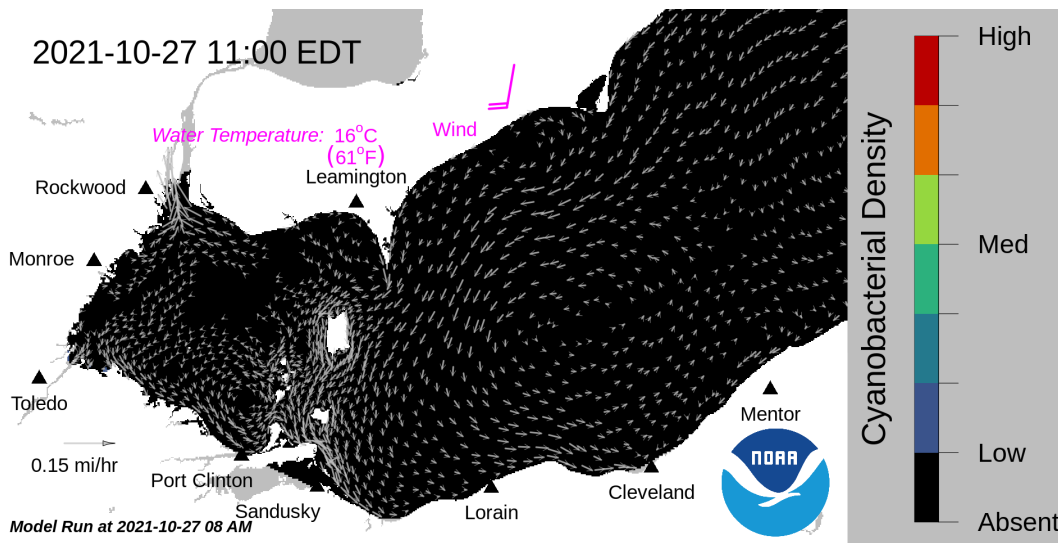 2021-10-27 11:00 EDT
Water Temperature: 16°C
(61°F)
Wind
Leamington
Rockwood
Monroe
Toledo
0.15 mi/hr
Port Clinton
Sandusky
Lorain
Cleveland
Mentor
NOAA
Model Run at 2021-10-27 08 AM
Cyanobacterial Density
High
Med
Low
Absent